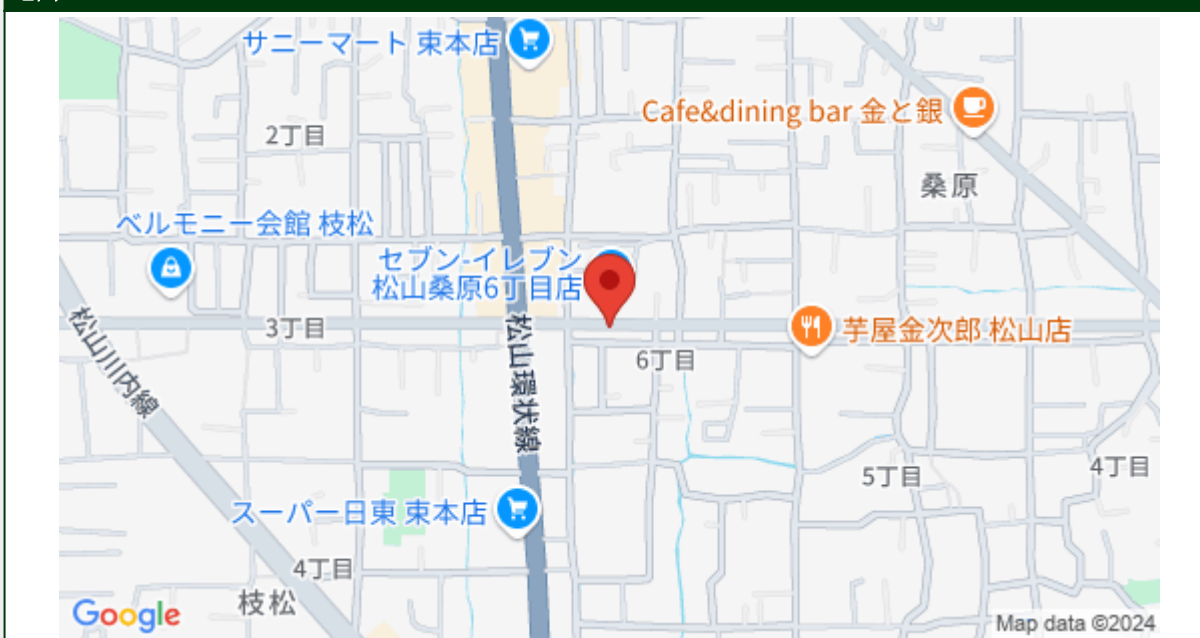 サニーマート 束本店
Cafe&dining bar 金と銀
2丁目
桑原
ベルモニー会館 枝松
セブン-イレブン
松山桑原6丁目店
3丁目
松山環状線
芋屋金次郎 松山店
松山川内線
6丁目
5丁目
4丁目
スーパー日東 束本店
4丁目
枝松
Google
Map data ©2024